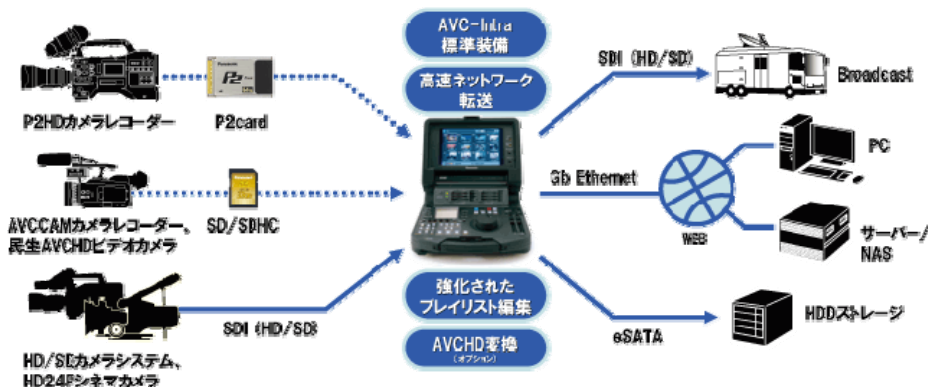 AVC-Intra
標準装備
高速ネットワーク
転送
P2HDカメラレコーダー
P2card
AVCCAMカメラレコーダー、
民生AVCHDビデオカメラ
SD/SDHC
HD/SDカメラシステム、
HD24Pシネマカメラ
SDI (HD/SD)
強化された
プレイリスト編集
AVCHD変換
(オプション)
SDI (HD/SD)
Broadcast
Gb Ethernet
WEB
PC
サーバー/
NAS
eSATA
HDDストレージ
Panasonic
P2